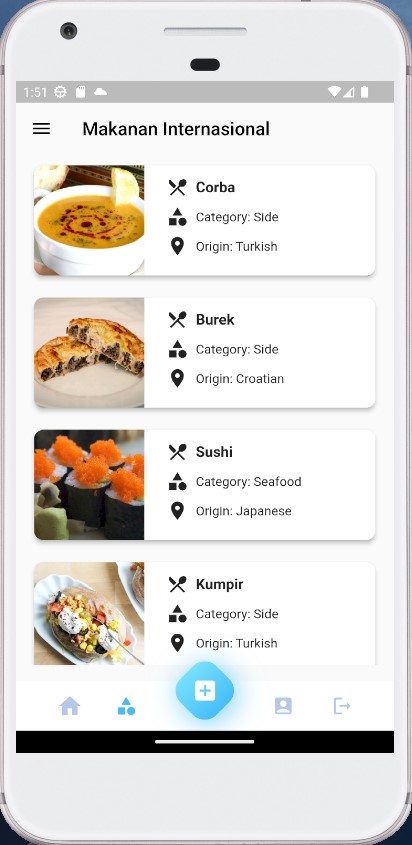 1:51
Makanan Internasional
Corba
Category: Side
Origin: Turkish
Burek
Category: Side
Origin: Croatian
Sushi
Category: Seafood
Origin: Japanese
Kumpir
Category: Side
Origin: Turkish